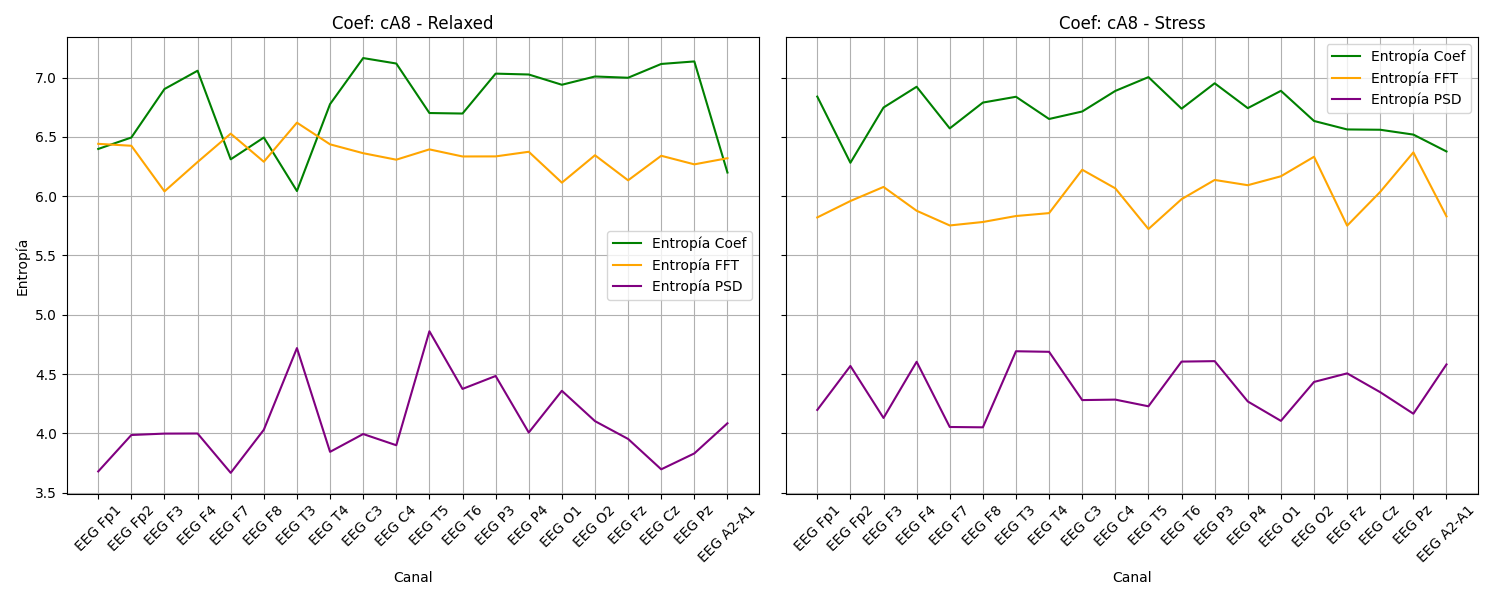 Coef: cA8 - Relaxed
Entropía
7.0
6.5
6.0
5.5
5.0
4.5
4.0
3.5
Entropía Coef
Entropía FFT
Entropía PSD
EEG Fp1
EEG Fp2
EEG F3
EEG F4
EEG F7
EEG F8
EEG T3
EEG T4
EEG C3
EEG C4
EEG T5
EEG T6
EEG P3
EEG P4
EEG O1
EEG O2
EEG Fz
EEG Cz
EEG Pz
EEG A2-A1
Canal
Coef: cA8 - Stress
Entropía Coef
Entropía FFT
Entropía PSD
EEG Fp1
EEG Fp2
EEG F3
EEG F4
EEG F7
EEG F8
EEG T3
EEG T4
EEG C3
EEG C4
EEG T5
EEG T6
EEG P3
EEG P4
EEG O1
EEG O2
EEG Fz
EEG Cz
EEG Pz
EEG A2-A1
Canal